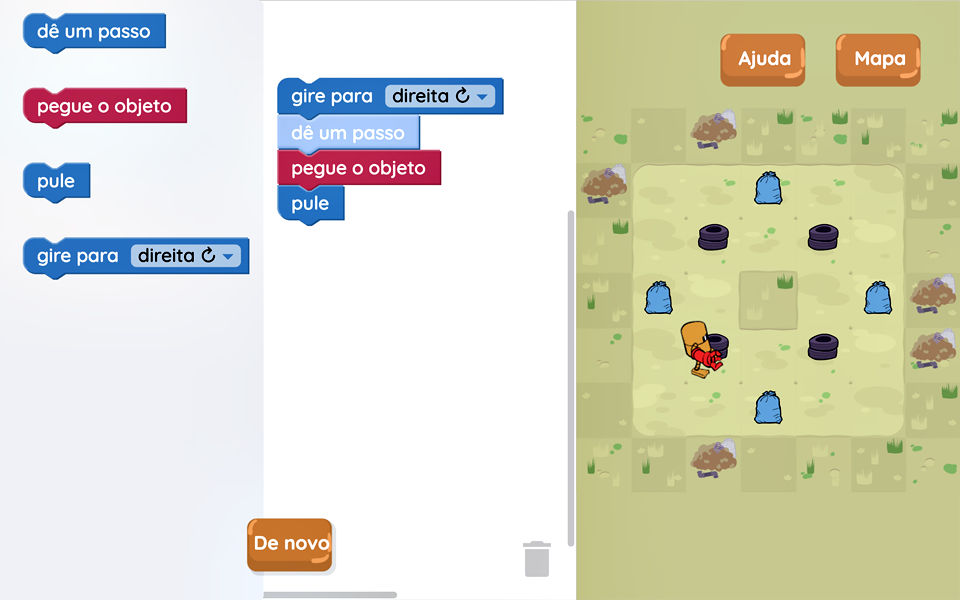 dê um passo
pegue o objeto
pule
gire para direita
gire para direita
dê um passo
pegue o objeto
pule
De novo
Ajuda Mapa